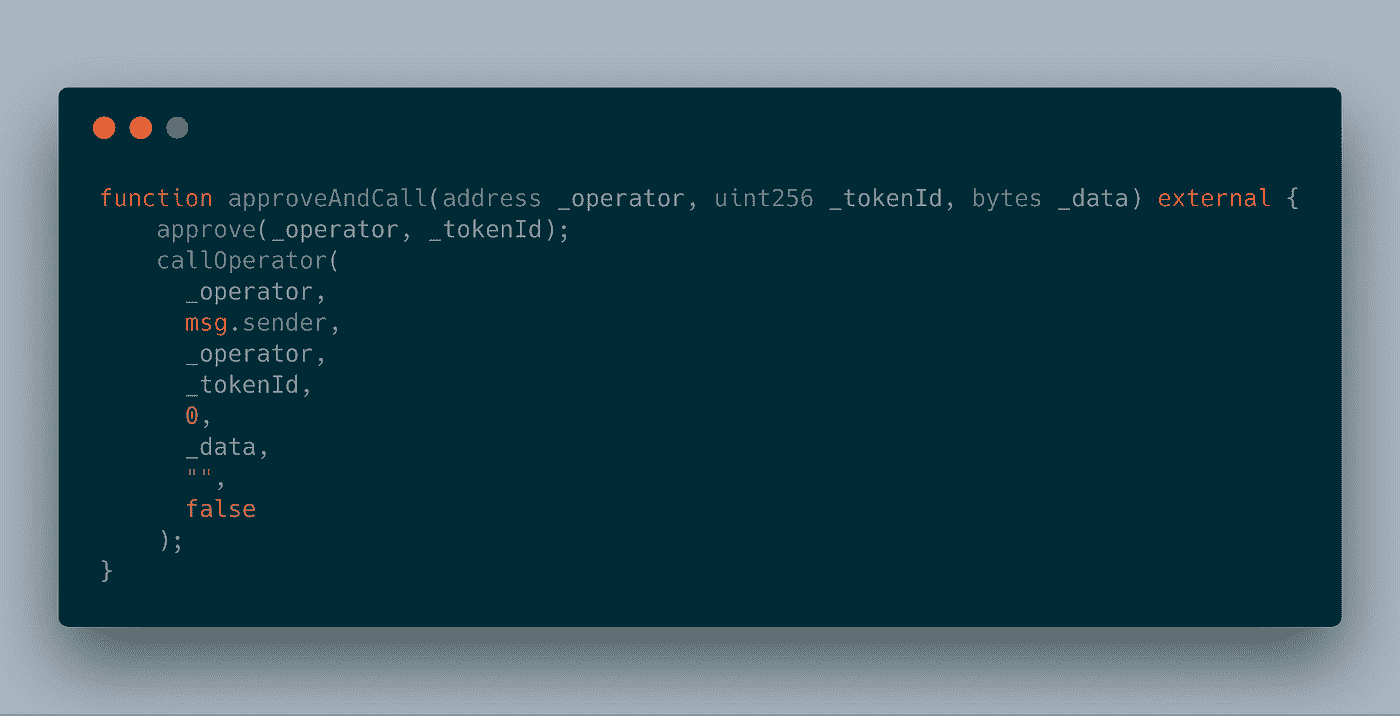 function approveAndCall(address _operator, uint256 _tokenId, bytes _data) external {
    approve(_operator, _tokenId);
    callOperator(
      _operator,
      msg.sender,
      _operator,
      _tokenId,
      0,
      _data,
      "",
      false
    );
}